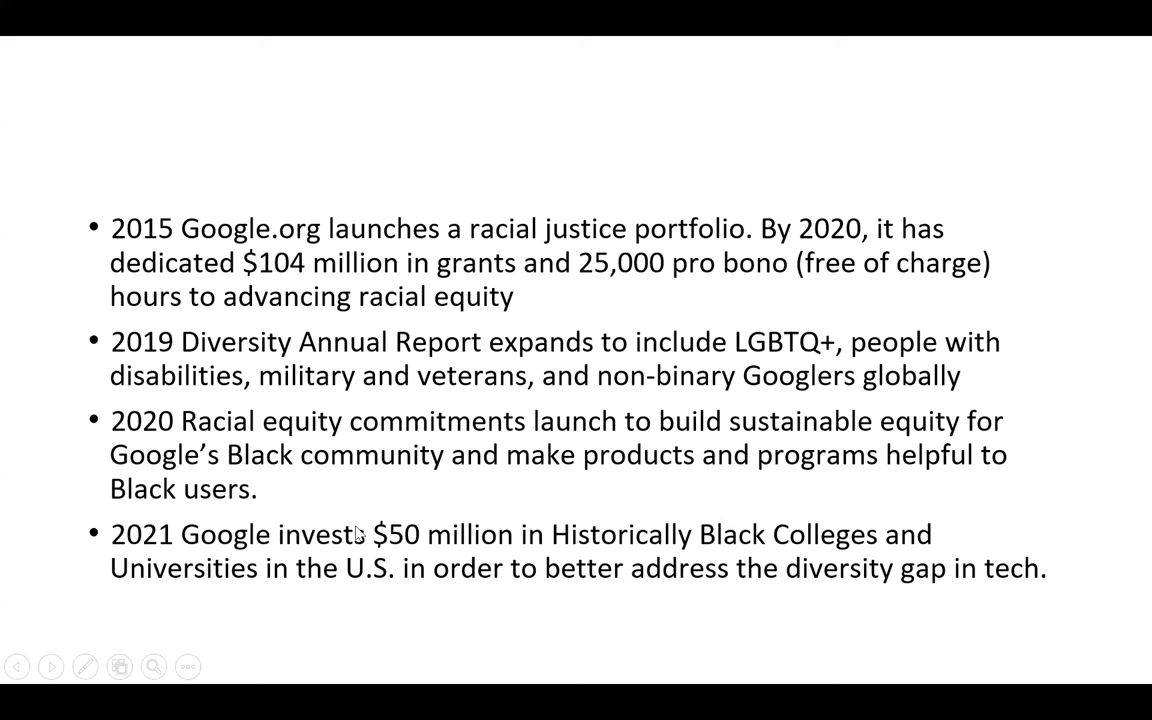 • 2015 Google.org launches a racial justice portfolio. By 2020, it has
dedicated $104 million in grants and 25,000 pro bono (free of charge)
hours to advancing racial equity
• 2019 Diversity Annual Report expands to include LGBTQ+, people with
disabilities, military and veterans, and non-binary Googlers globally
• 2020 Racial equity commitments launch to build sustainable equity for
Google’s Black community and make products and programs helpful to
Black users.
• 2021 Google invests $50 million in Historically Black Colleges and
Universities in the U.S. in order to better address the diversity gap in tech.